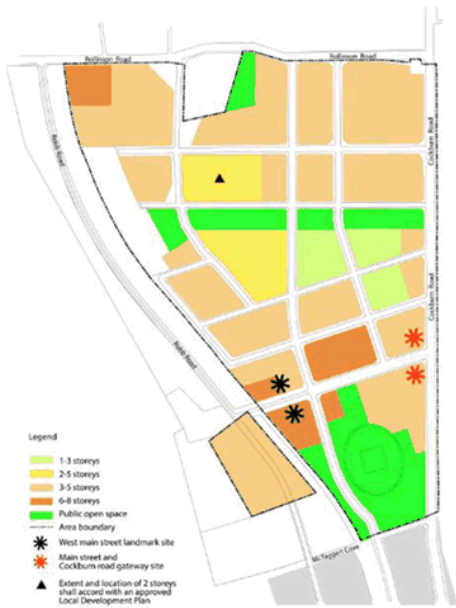 Rollinson Road
Rollinson Road
Cockburn Road
Robb Road
Cockburn Road
Robb Road
McTaggart Cove
Legend
1-3 storeys
2-5 storeys
3-5 storeys
6-8 storeys
Public open space
Area boundary
West main street landmark site
Main street and
Cockburn road gateway site
Extent and location of 2 storeys
shall accord with an approved
Local Development Plan